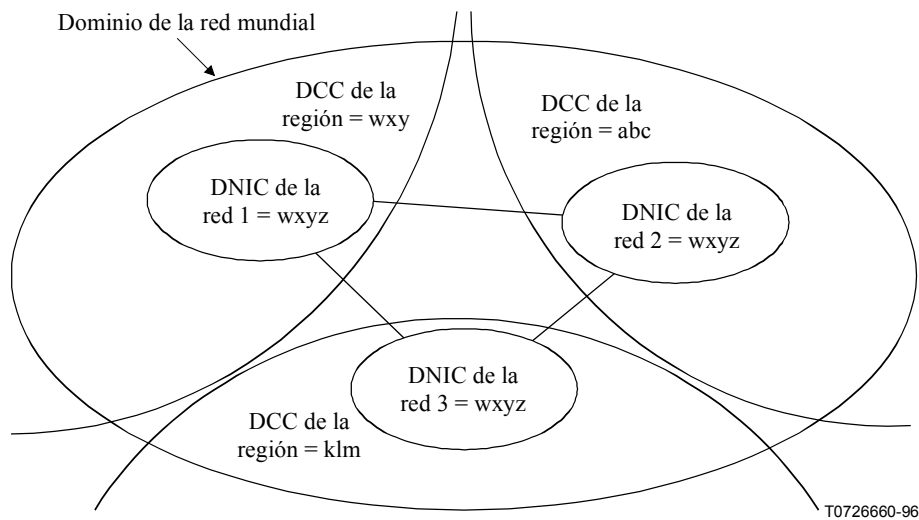 Dominio de la red mundial
DCC de la
región = wxy
DCC de la
región = abc
DNIC de la
red 1 = wxyz
DNIC de la
red 2 = wxyz
DNIC de la
red 3 = wxyz
DCC de la
región = klm
T0726660-96